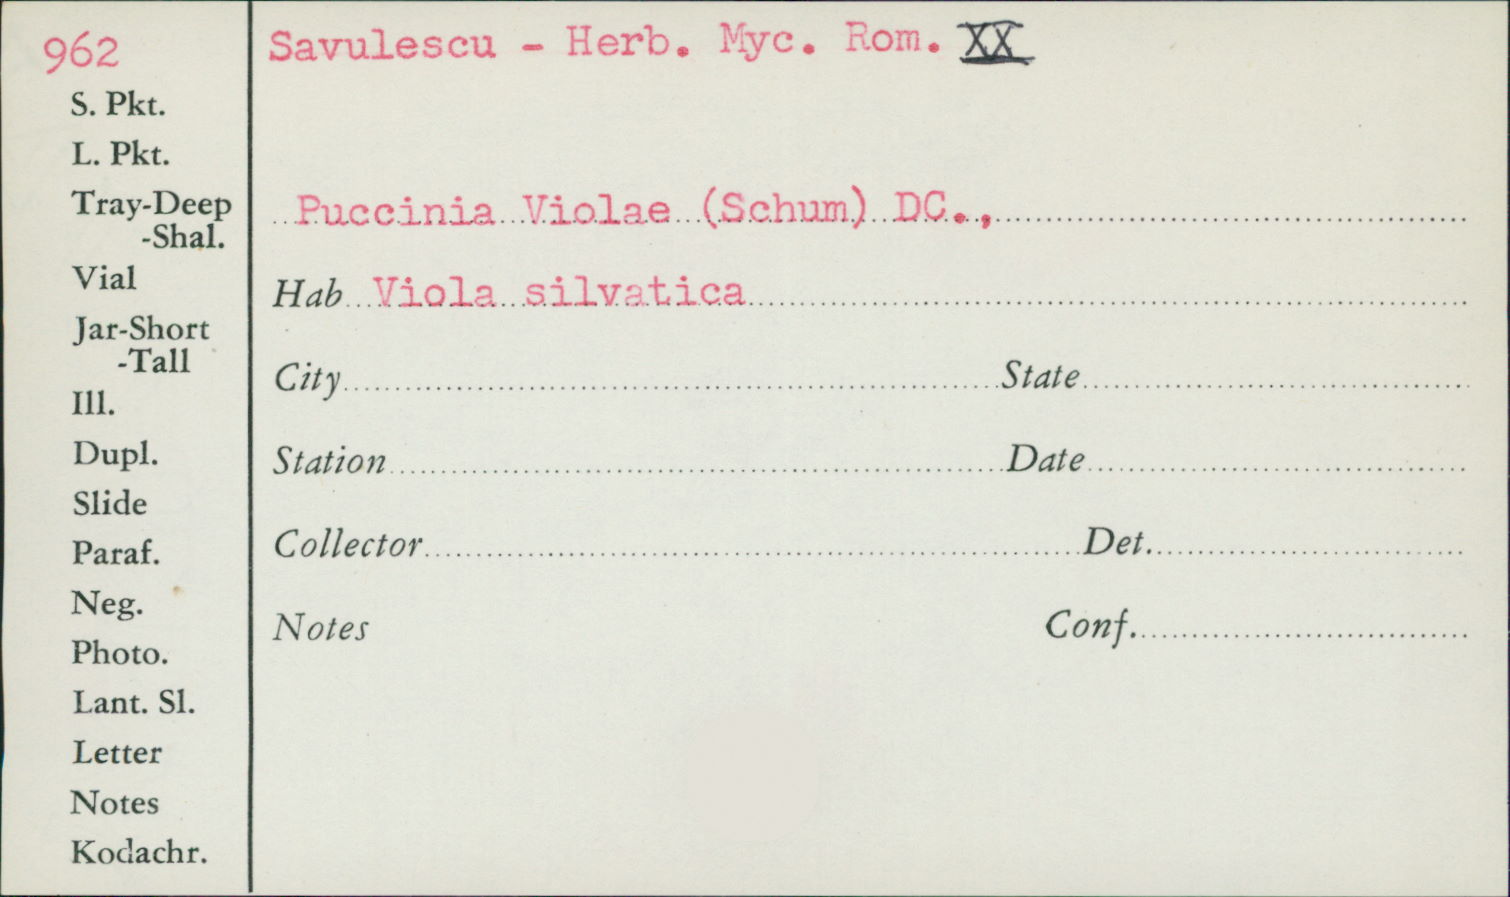 962
Savulescu - Herb. Myc. Rom. XX
S. Pkt.
L. Pkt.
Tray-Deep
-Shal.
Vial
Jar-Short
-Tall
Ill.
Dupl.
Slide
Paraf.
Neg.
Photo.
Lant. Sl.
Letter
Notes
Kodachr.
Puccinia Violae (Schum) DC.,
Hab Viola silvatica
City State
Station Date
Collector Det.
Notes Conf.